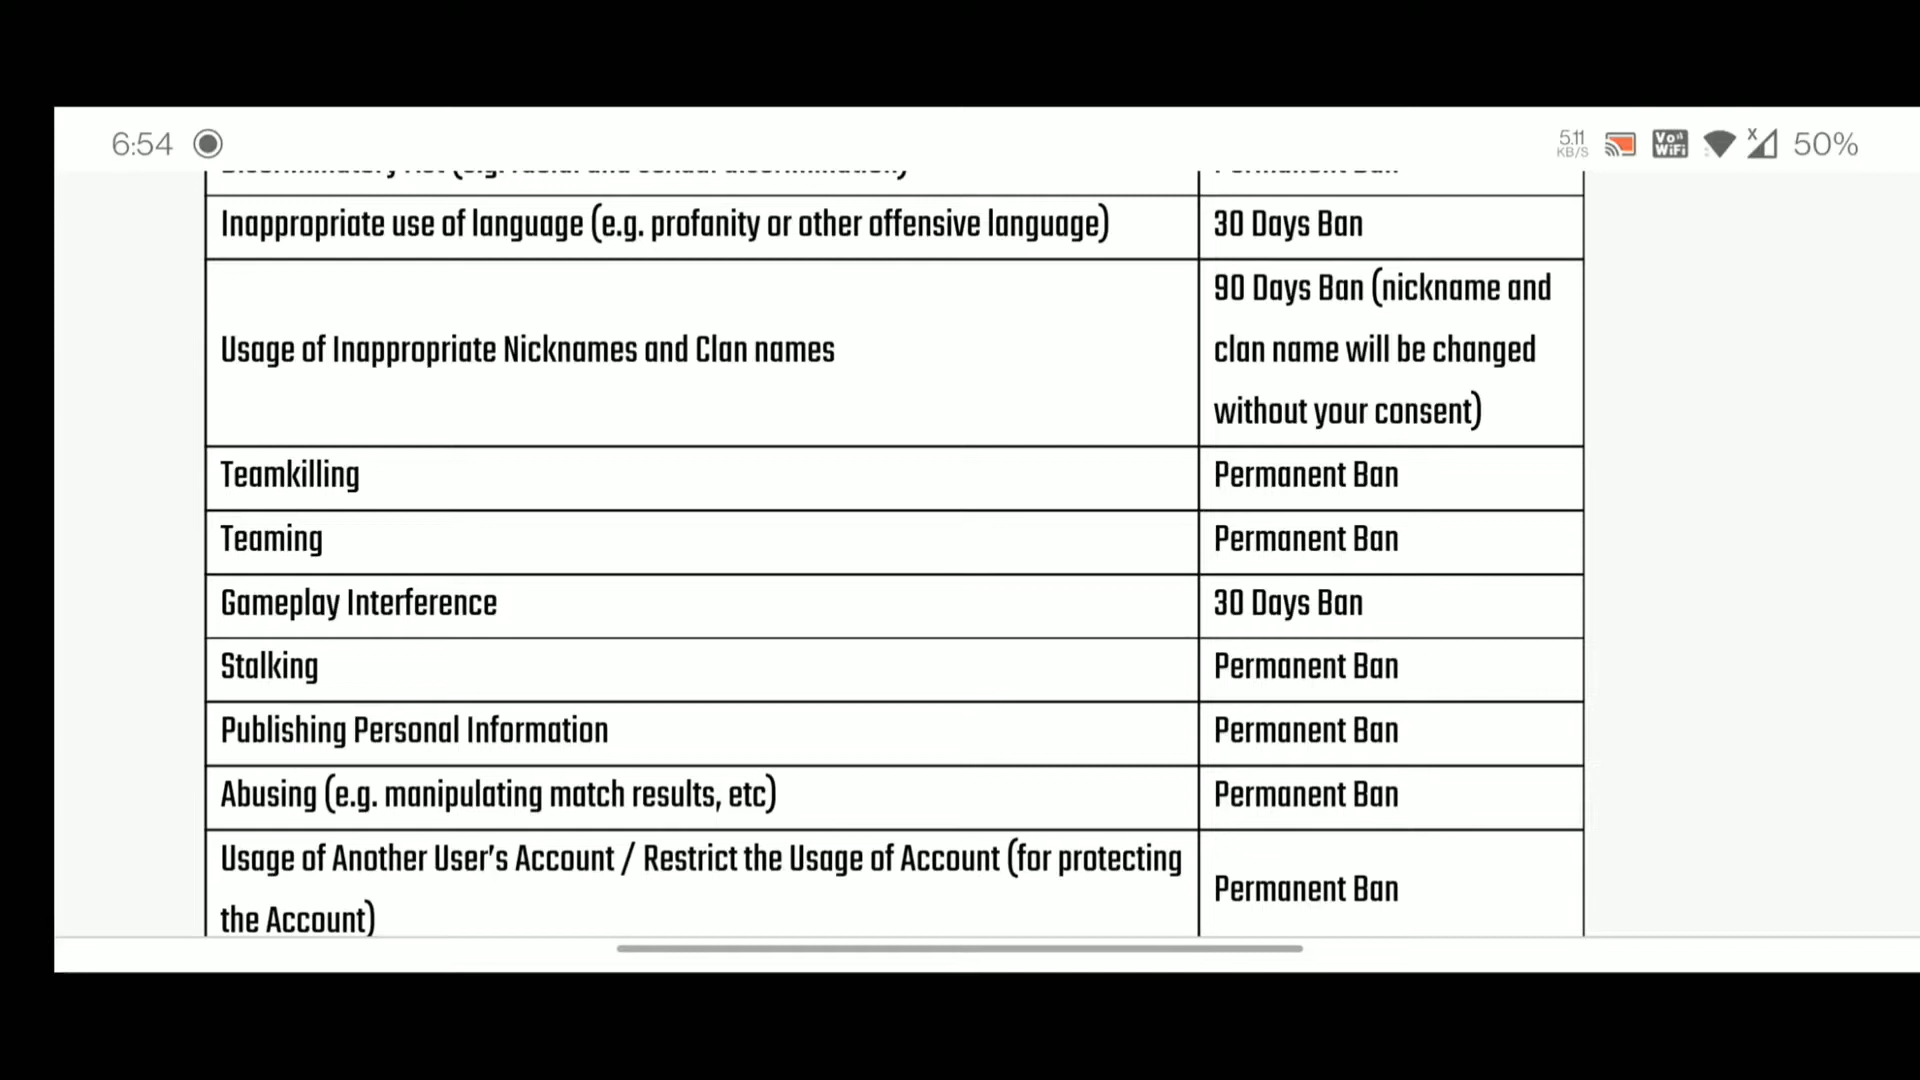 6:54
5.11
KB/S
Vo
WiFi
X
50%
Inappropriate use of language (e.g. profanity or other offensive language)
30 Days Ban
Usage of Inappropriate Nicknames and Clan names
90 Days Ban (nickname and
clan name will be changed
without your consent)
Teamkilling
Permanent Ban
Teaming
Permanent Ban
Gameplay Interference
30 Days Ban
Stalking
Permanent Ban
Publishing Personal Information
Permanent Ban
Abusing (e.g. manipulating match results, etc)
Permanent Ban
Usage of Another User’s Account / Restrict the Usage of Account (for protecting
the Account)
Permanent Ban